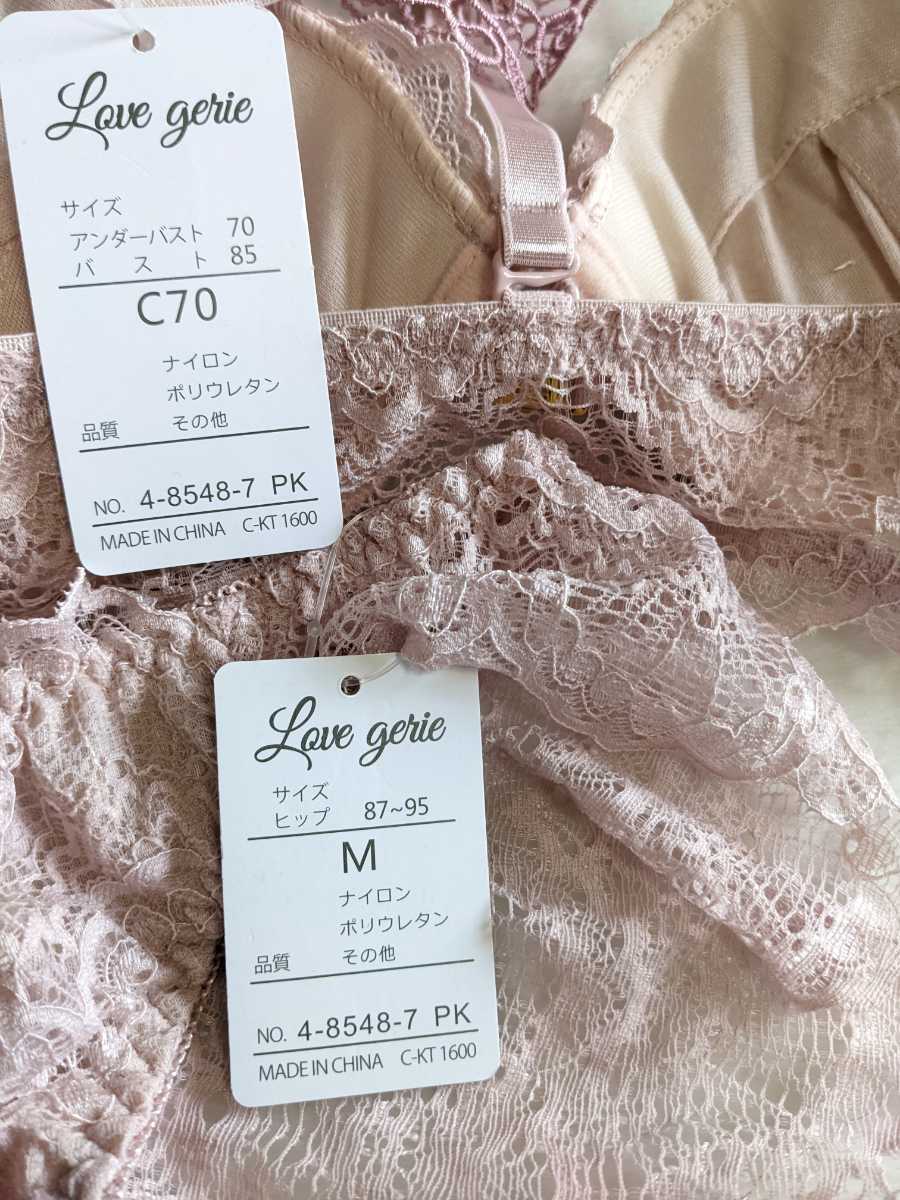 Love gerie
サイズ
アンダーバスト 70
バスト 85
C70
ナイロン
ポリウレタン
品質 その他
NO. 4-8548-7 PK
MADE IN CHINA C-KT 1600
Love gerie
サイズ
ヒップ 87~95
M
ナイロン
ポリウレタン
品質 その他
NO. 4-8548-7 PK
MADE IN CHINA C-KT 1600